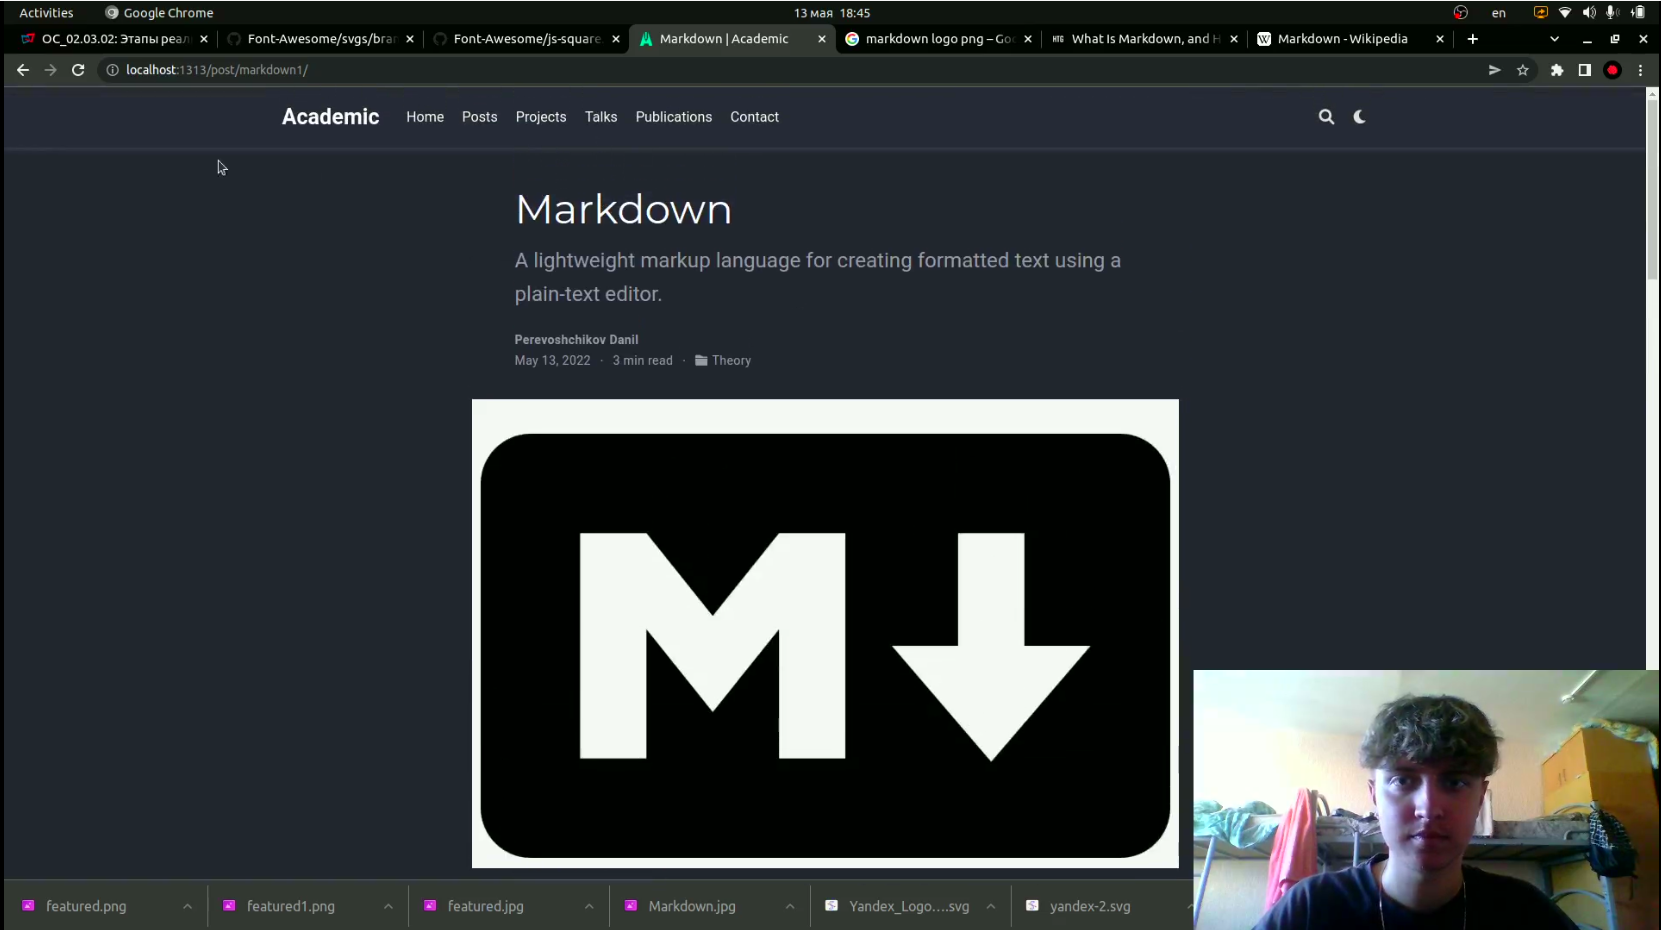 Activities Google Chrome 13 мая 18:45 en
OC_02.03.02: Этапы реал Font-Awesome/svgs/bran Font-Awesome/js-square. Markdown | Academic markdown logo png – Goo What Is Markdown, and H Markdown - Wikipedia
localhost:1313/post/markdown1/
Academic Home Posts Projects Talks Publications Contact
Markdown
A lightweight markup language for creating formatted text using a
plain-text editor.
Perevoshchikov Danil
May 13, 2022 · 3 min read · Theory
M
featured.png featured1.png featured.jpg Markdown.jpg Yandex_Logo....svg yandex-2.svg